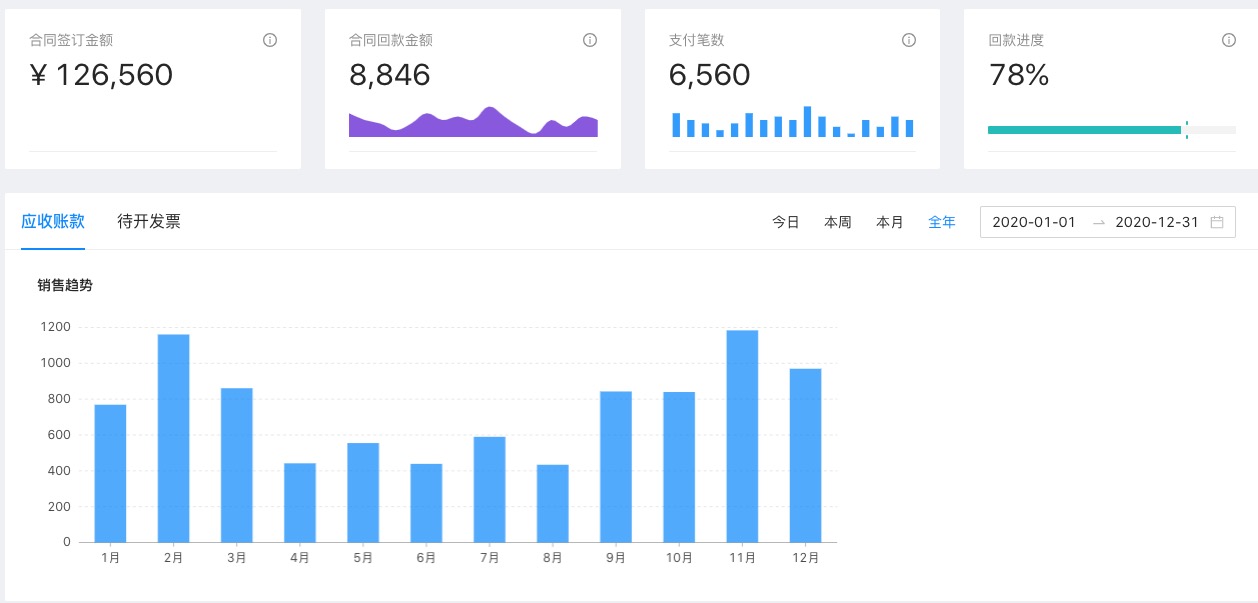 合同签订金额
¥ 126,560
合同回款金额
8,846
支付笔数
6,560
回款进度
78%
应收账款 待开发票 今日 本周 本月 全年 2020-01-01 → 2020-12-31
销售趋势
1200
1000
800
600
400
200
0
1月 2月 3月 4月 5月 6月 7月 8月 9月 10月 11月 12月